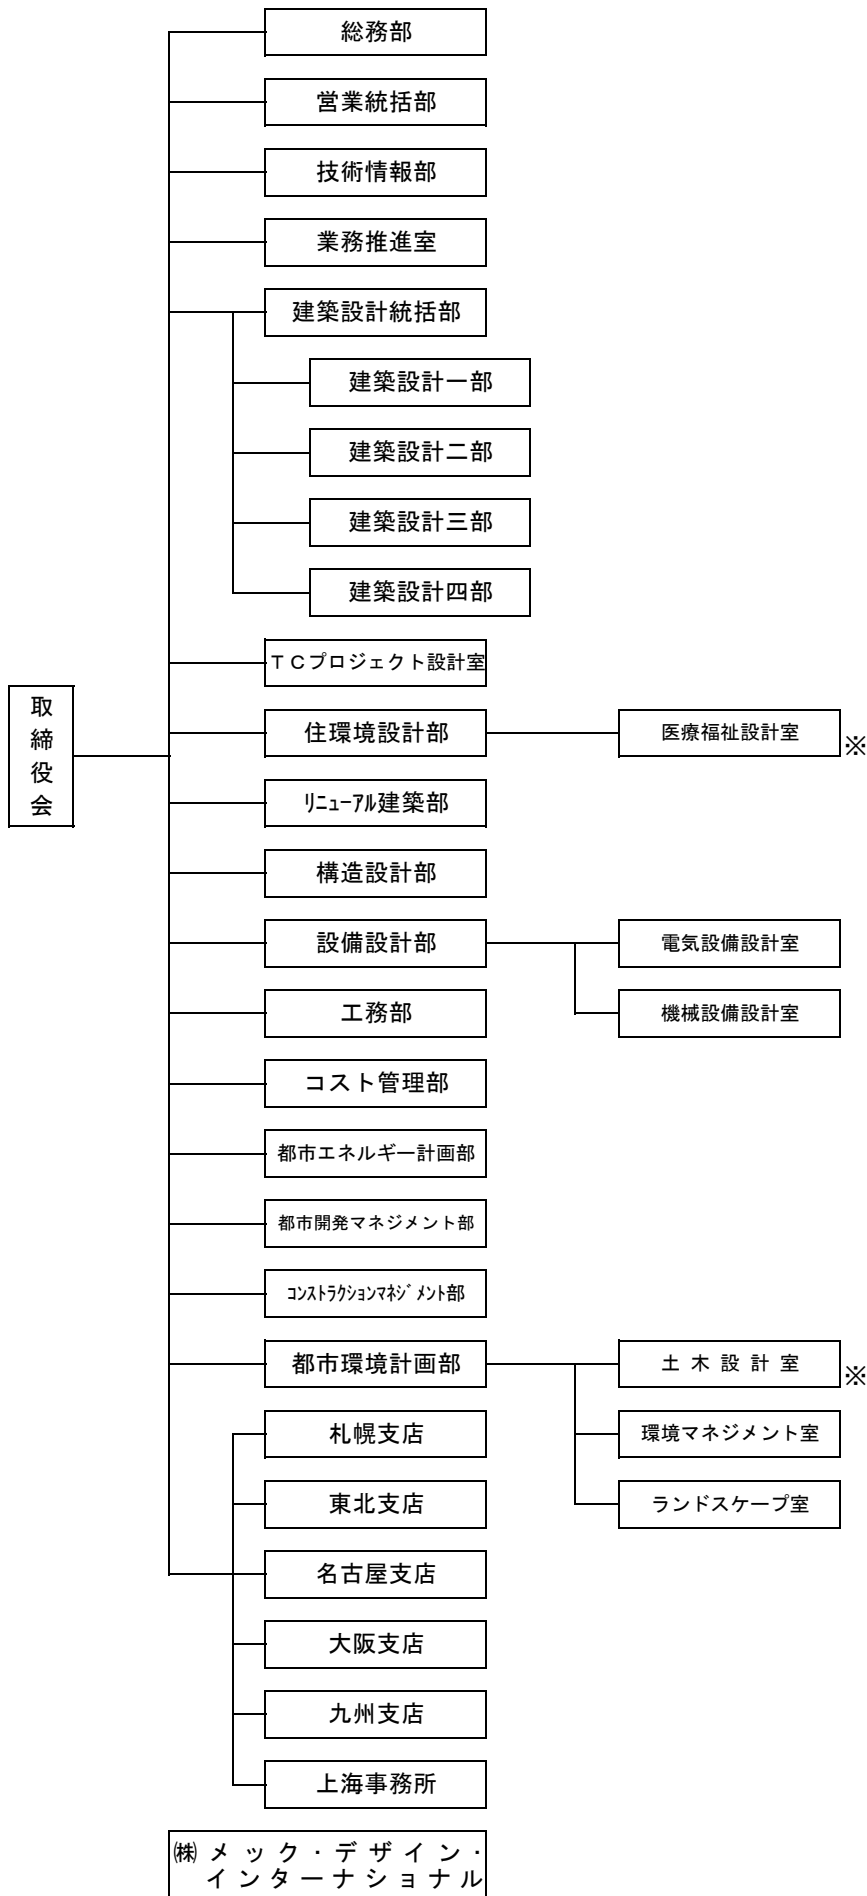 総務部
営業統括部
技術情報部
業務推進室
建築設計統括部
建築設計一部
建築設計二部
建築設計三部
建築設計四部
ＴＣプロジェクト設計室
取締役会
住環境設計部
医療福祉設計室
※
ﾘﾆｭｰｱﾙ建築部
構造設計部
設備設計部
電気設備設計室
工務部
機械設備設計室
コスト管理部
都市エネルギー計画部
都市開発マネジメント部
ｺﾝｽﾄﾗｸｼｮﾝﾏﾈｼﾞﾒﾝﾄ部
都市環境計画部
土木設計室
※
札幌支店
環境マネジメント室
東北支店
ランドスケープ室
名古屋支店
大阪支店
九州支店
上海事務所
㈱メック・デザイン・
インターナショナル